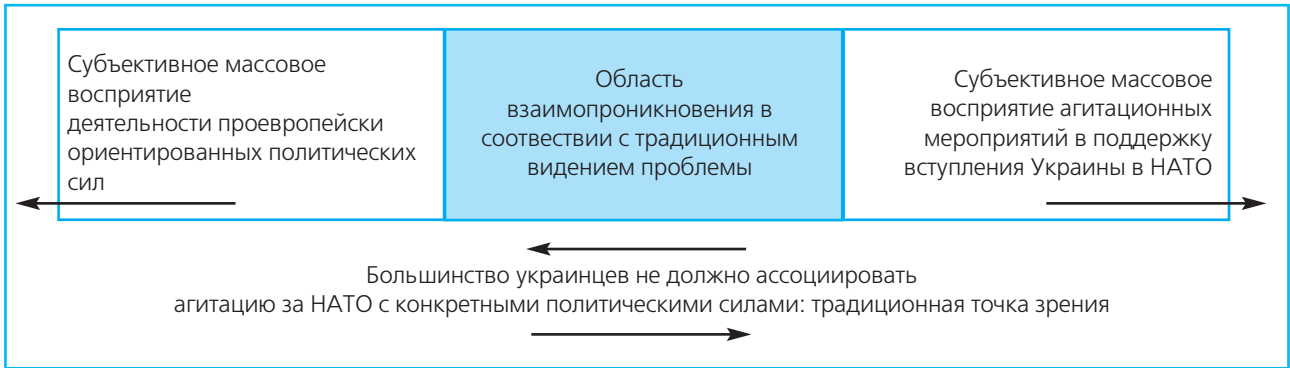 Субъективное массовое
восприятие
деятельности проевропейски
ориентированных политических
сил
Область
взаимопроникновения в
соотвествии с традиционным
видением проблемы
Субъективное массовое
восприятие агитационных
мероприятий в поддержку
вступления Украины в НАТО
Большинство украинцев не должно ассоциировать
агитацию за НАТО с конкретными политическими силами: традиционная точка зрения